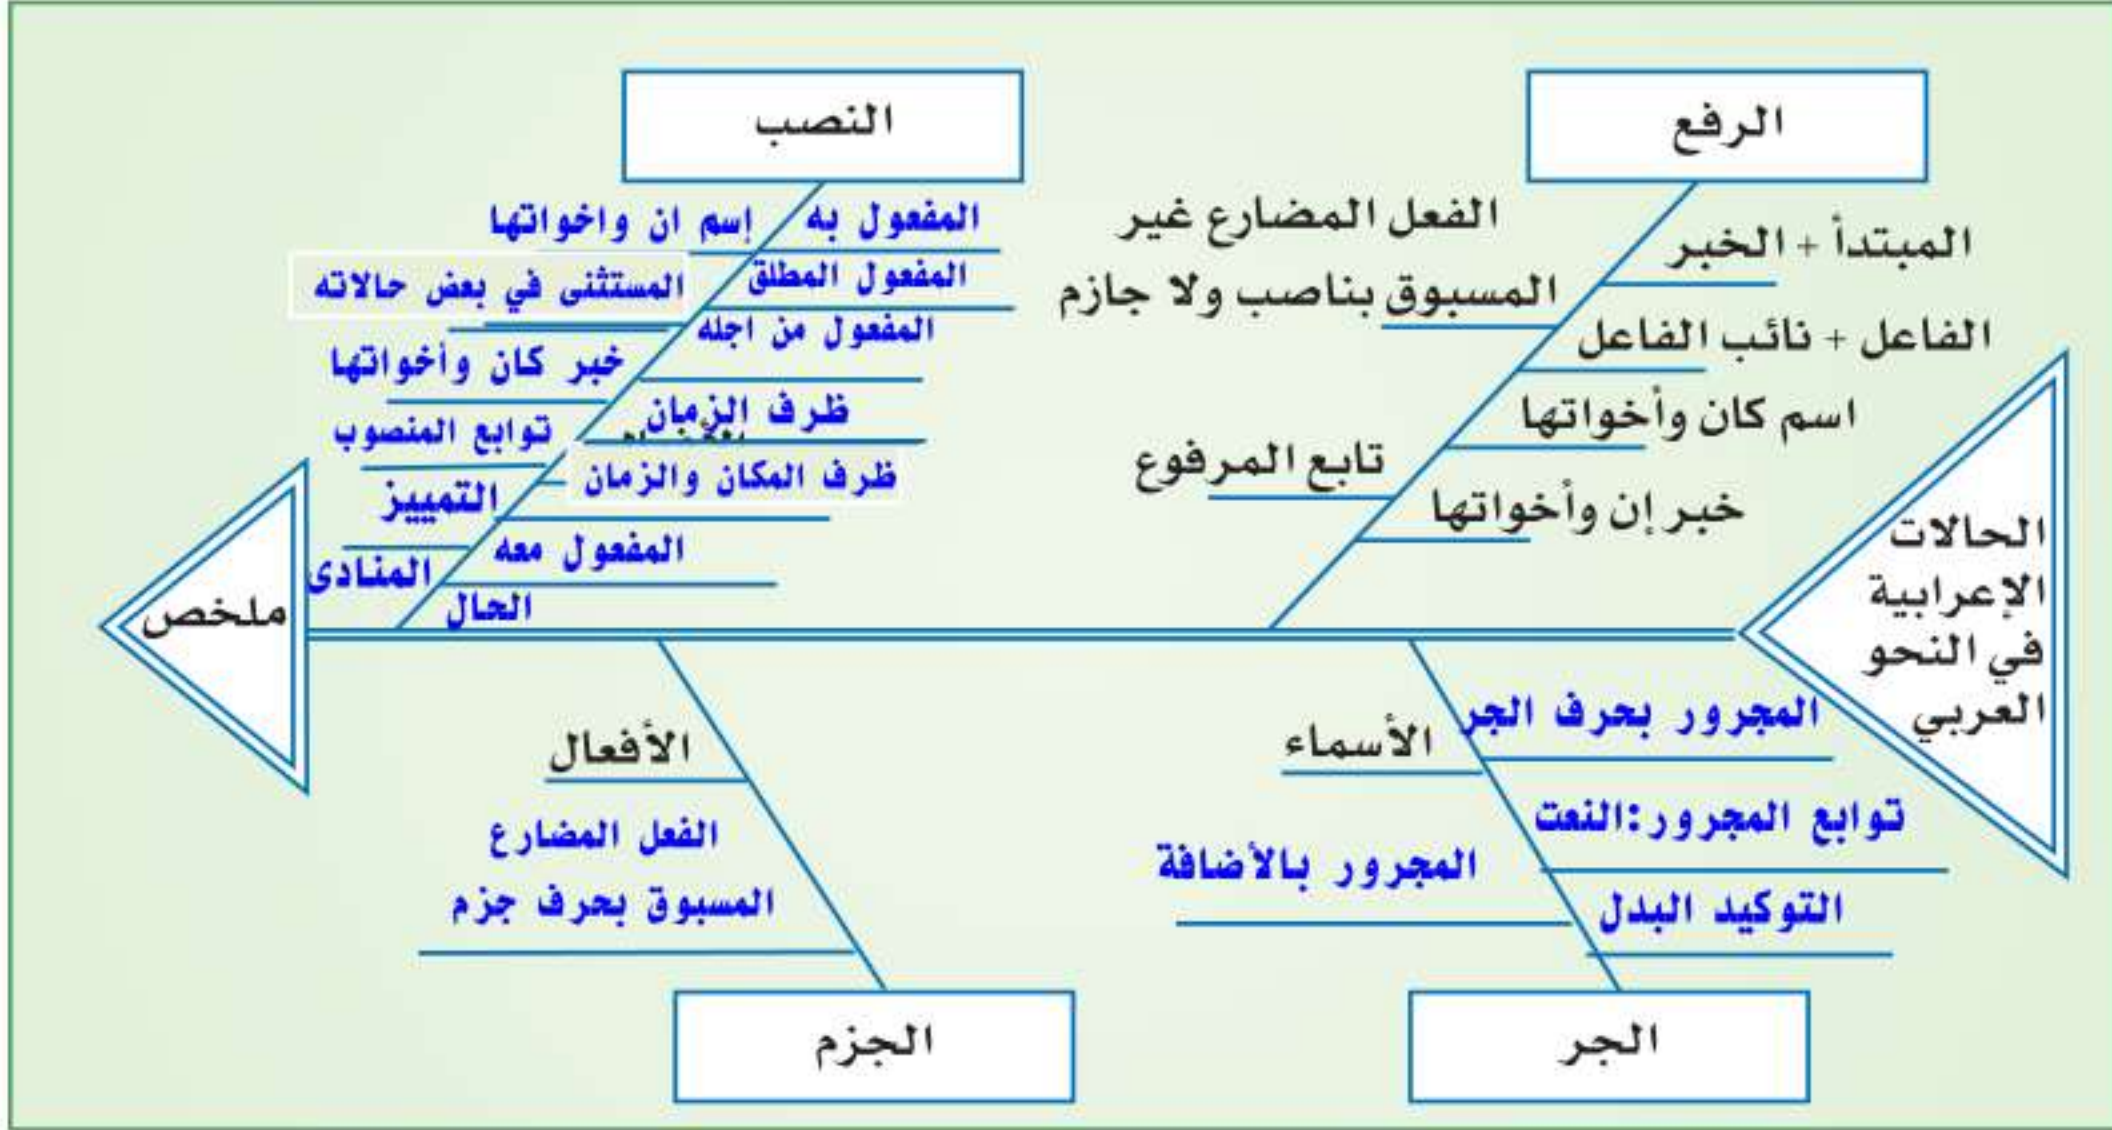 الحالات
الإعرابية
في النحو
العربي
الرفع
المبتدأ + الخبر
الفاعل + نائب الفاعل
اسم كان وأخواتها
خبر إن وأخواتها
الفعل المضارع غير
المسبوق بناصب ولا جازم
تابع المرفوع
النصب
المفعول به
المفعول المطلق
المفعول من اجله
ظرف الزمان
ظرف المكان والزمان
المفعول معه
الحال
إسم ان واخواتها
المستثنى في بعض حالاته
خبر كان وأخواتها
توابع المنصوب
التمييز
المنادى
الجر
المجرور بحرف الجر
توابع المجرور:النعت
التوكيد البدل
الأسماء
المجرور بالأضافة
الجزم
الأفعال
الفعل المضارع
المسبوق بحرف جزم
ملخص